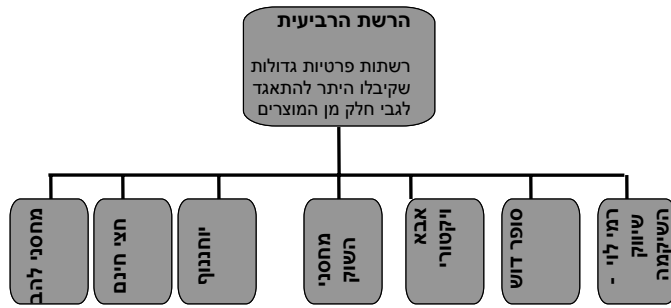 הרשת הרביעית
רשתות פרטיות גדולות
שקיבלו היתר להתאגד
לגבי חלק מן המוצרים
רמי לוי -
שיווק
השיקמה
סופר דוש
אבא
ויקטורי
מחסני
השוק
יוחננוף
חצי חינם
מחסני להב